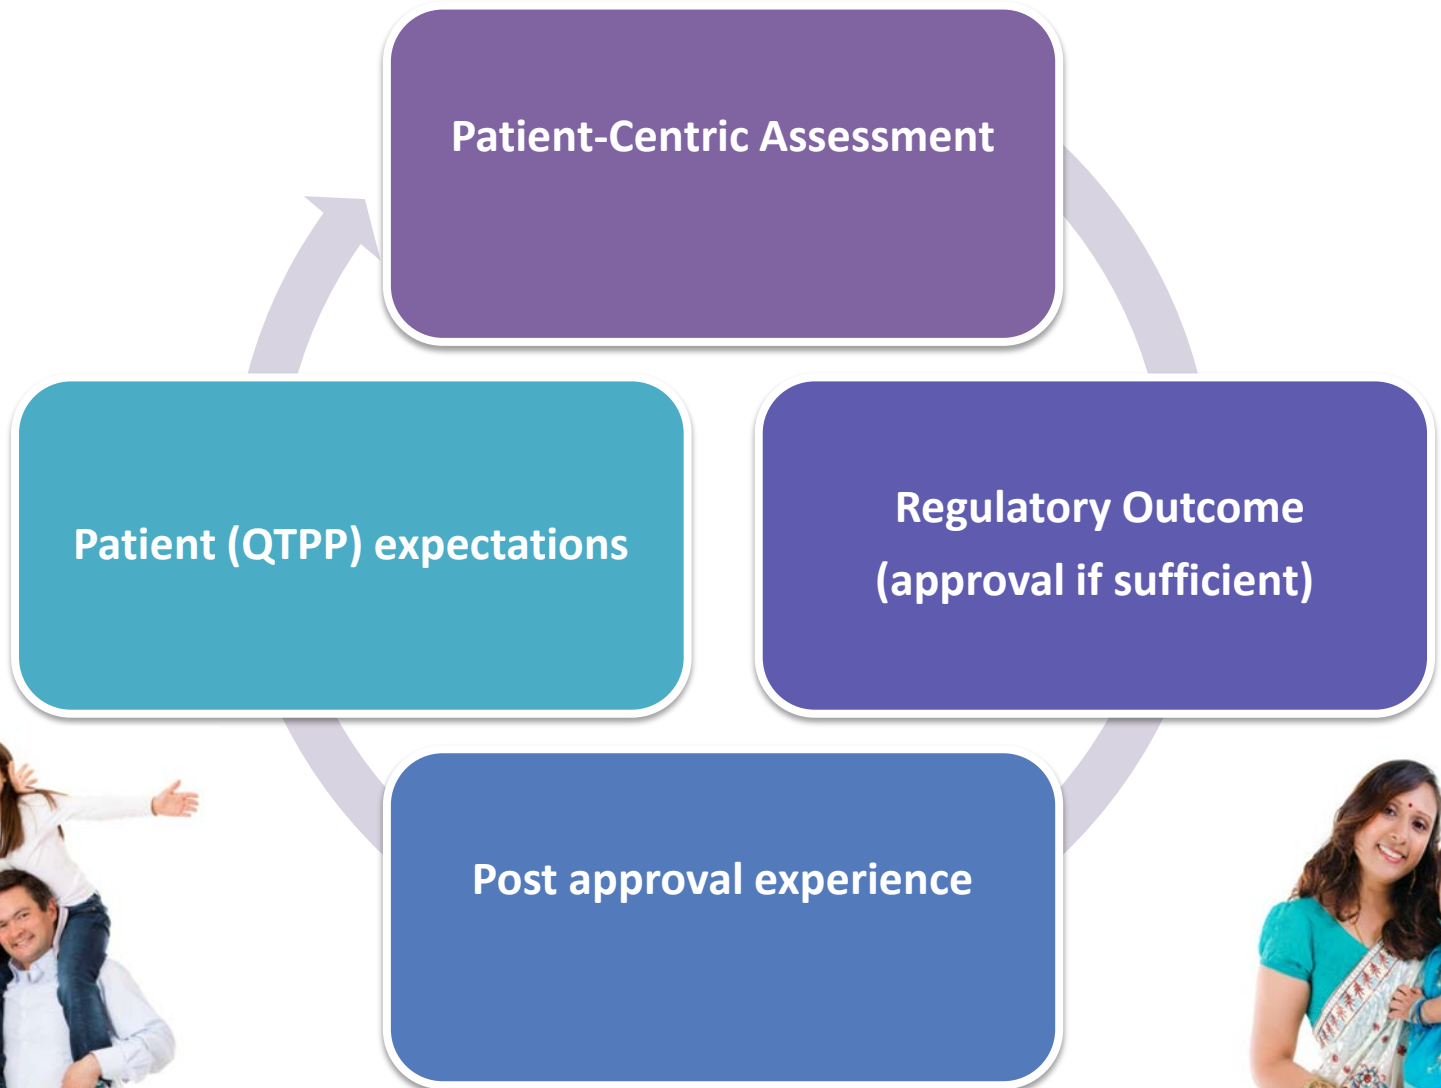 Patient-Centric Assessment
Patient (QTPP) expectations
Regulatory Outcome
(approval if sufficient)
Post approval experience